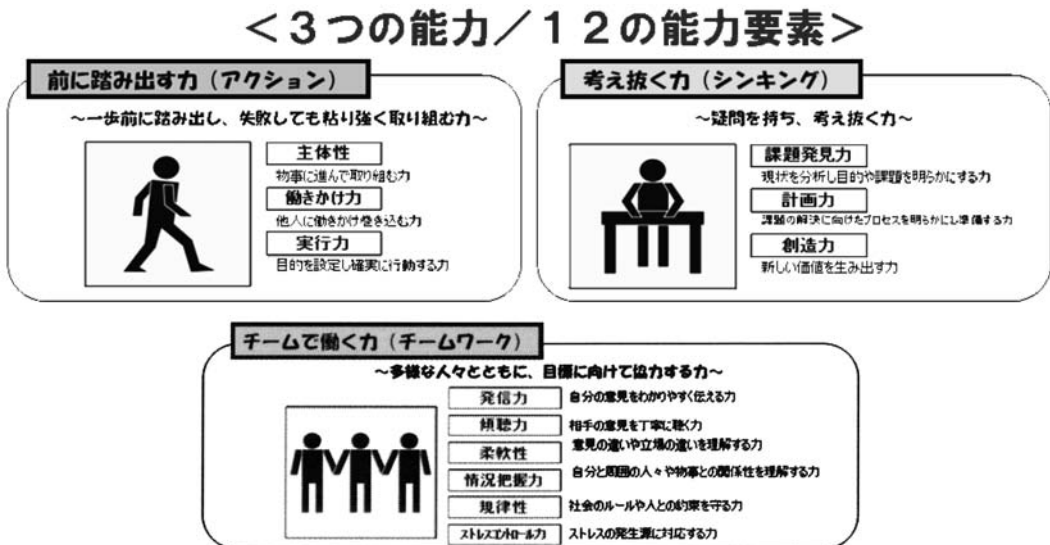 ＜３つの能力／１２の能力要素＞
前に踏み出す力（アクション）
～一歩前に踏み出し、失敗しても粘り強く取り組む力～
主体性
物事に進んで取り組む力
働きかけ力
他人に働きかけ巻き込む力
実行力
目的を設定し確実に行動する力
考え抜く力（シンキング）
～疑問を持ち、考え抜く力～
課題発見力
現状を分析し目的や課題を明らかにする力
計画力
課題の解決に向けたプロセスを明らかにし準備する力
創造力
新しい価値を生み出す力
チームで働く力（チームワーク）
～多様な人々とともに、目標に向けて協力する力～
発信力 自分の意見をわかりやすく伝える力
傾聴力 相手の意見を丁寧に聴く力
柔軟性 意見の違いや立場の違いを理解する力
情況把握力 自分と周囲の人々や物事との関係性を理解する力
規律性 社会のルールや人との約束を守る力
ストレスコントロール力 ストレスの発生源に対応する力